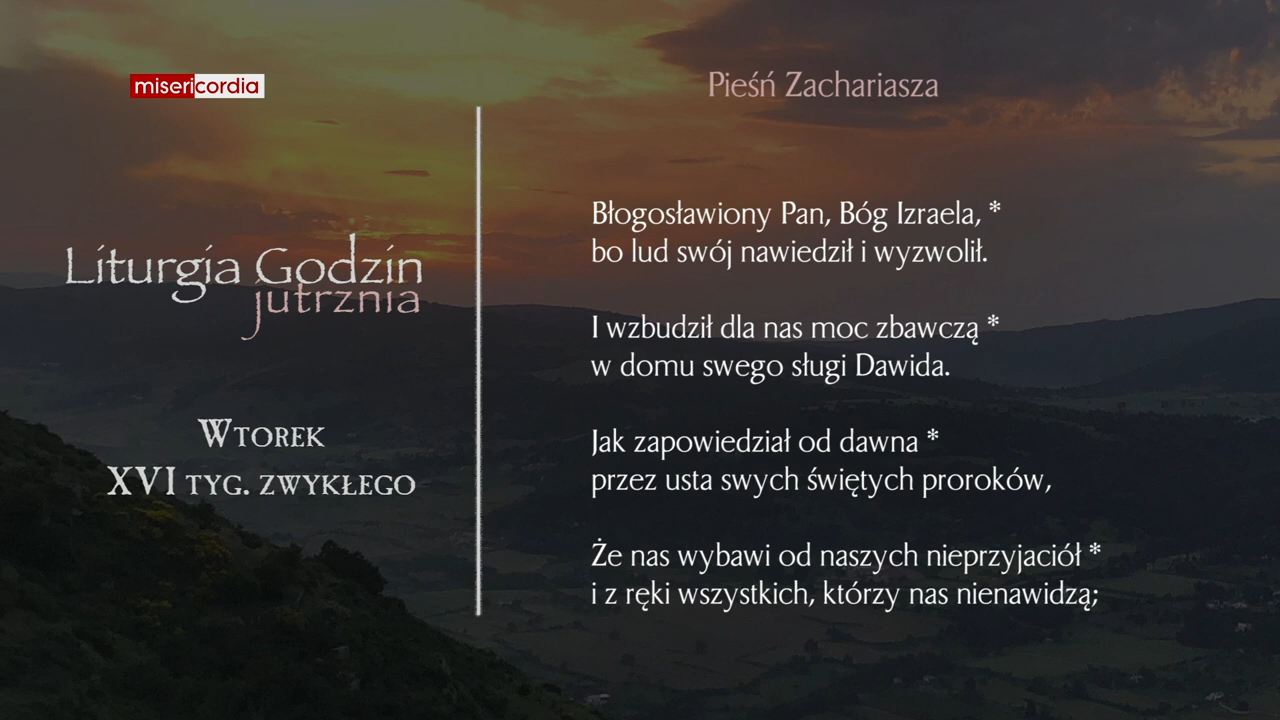 misericordia
Liturgia Godzin
jutrznia
Wtorek
XVI tyg. zwykłego
Pieśń Zachariasza
Błogosławiony Pan, Bóg Izraela, *
bo lud swój nawiedził i wyzwolił.
I wzbudził dla nas moc zbawczą *
w domu swego sługi Dawida.
Jak zapowiedział od dawna *
przez usta swych świętych proroków,
Że nas wybawi od naszych nieprzyjaciół *
i z ręki wszystkich, którzy nas nienawidzą;